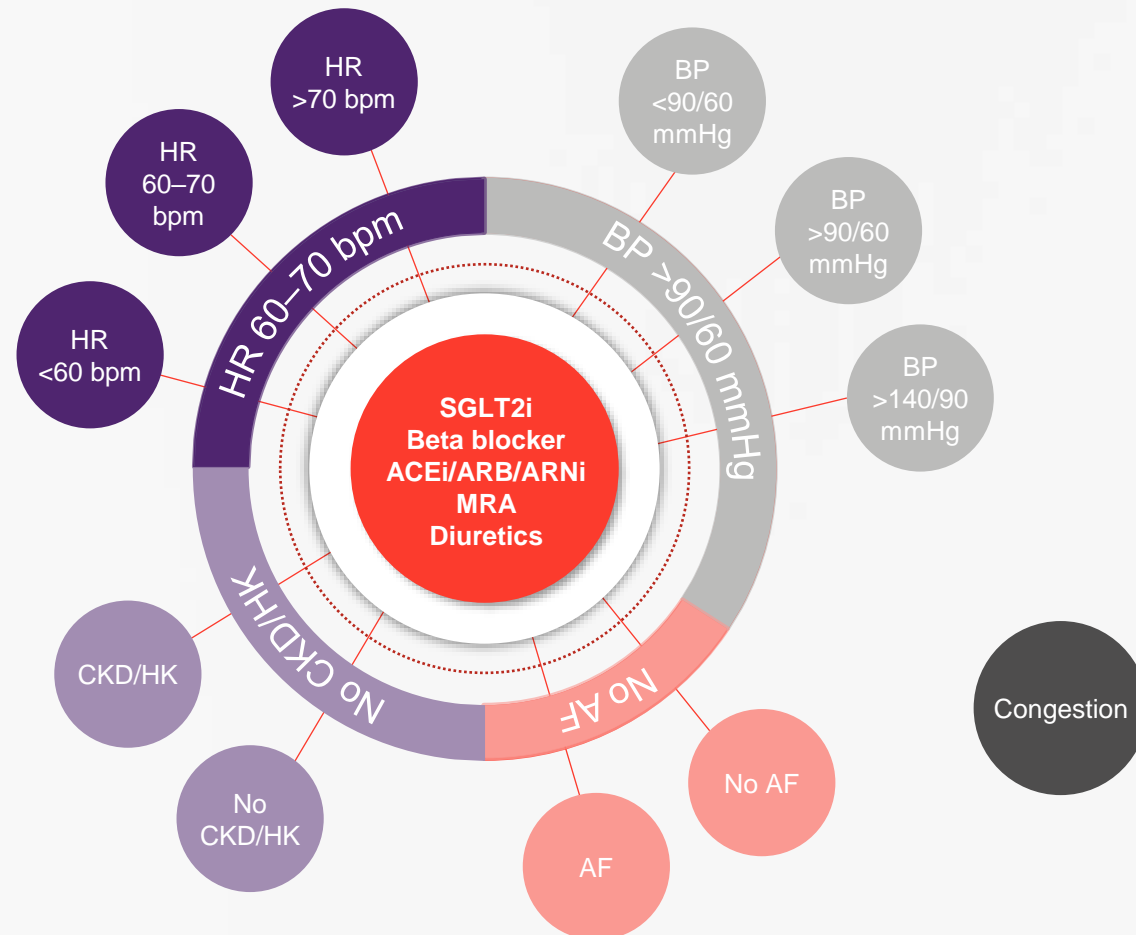 HR
>70 bpm
BP
<90/60
mmHg
HR
60–70
bpm
BP
>90/60
mmHg
HR
<60 bpm
BP
>140/90
mmHg
HR 60–70 bpm
BP >90/60 mmHg
SGLT2i
Beta blocker
ACEi/ARB/ARNi
MRA
Diuretics
No CKD/HK
No AF
CKD/HK
No
CKD/HK
AF
No AF
Congestion